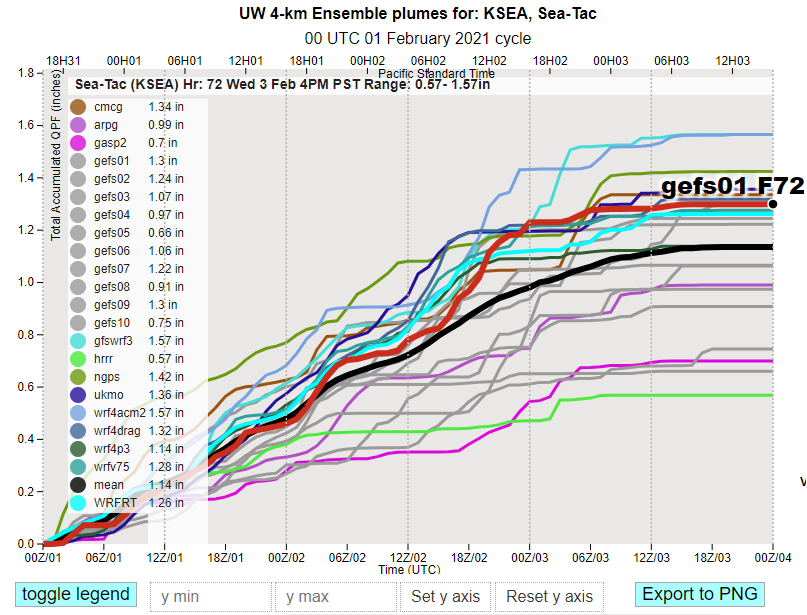 UW 4-km Ensemble plumes for: KSEA, Sea-Tac
00 UTC 01 February 2021 cycle
18H31 00H01 06H01 12H01 18H01 00H02 06H02 12H02 18H02 00H03 06H03 12H03
Pacific Standard Time
Sea-Tac (KSEA) Hr: 72 Wed 3 Feb 4PM PST Range: 0.57- 1.57in
Total Accumulated QPF (inches)
1.8
1.6
1.4
1.2
1.0
0.8
0.6
0.4
0.2
0.0
cmcg 1.34 in
arpg 0.99 in
gasp2 0.7 in
gefs01 1.3 in
gefs02 1.24 in
gefs03 1.07 in
gefs04 0.97 in
gefs05 0.66 in
gefs06 1.06 in
gefs07 1.22 in
gefs08 0.91 in
gefs09 1.3 in
gefs10 0.75 in
gfswrf3 1.57 in
hrrr 0.57 in
ngps 1.42 in
ukmo 1.36 in
wrf4acm2 1.57 in
wrf4drag 1.32 in
wrf4p3 1.14 in
wrfv75 1.28 in
mean 1.14 in
WRFRT 1.26 in
gefs01 F72
v
00Z/01 06Z/01 12Z/01 18Z/01 00Z/02 06Z/02 12Z/02 18Z/02 00Z/03 06Z/03 12Z/03 18Z/03 00Z/04
Time (UTC)
toggle legend y min y max Set y axis Reset y axis Export to PNG